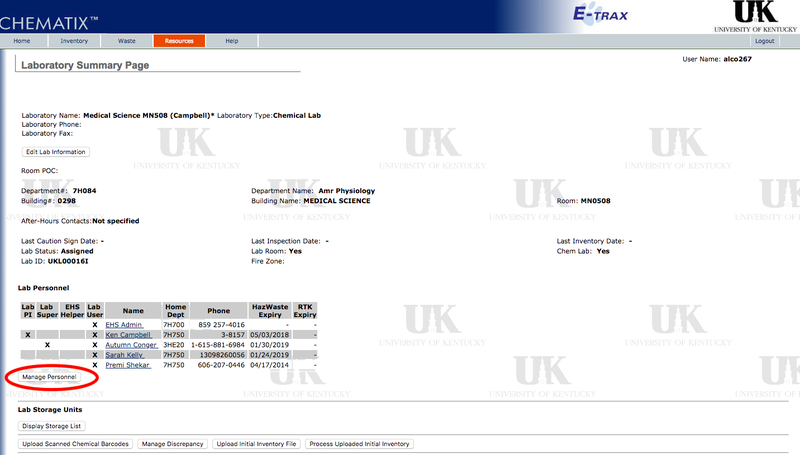 CHEMATIX™ E-TRAX UK
UNIVERSITY OF KENTUCKY
Home Inventory Waste Resources Help Logout
Laboratory Summary Page User Name: alco267
Laboratory Name: Medical Science MN508 (Campbell)* Laboratory Type:Chemical Lab
Laboratory Phone:
Laboratory Fax:
Edit Lab Information
Room POC:
Department#: 7H084 Department Name: Amr Physiology
Building#: 0298 Building Name: MEDICAL SCIENCE Room: MN0508
After-Hours Contacts:Not specified
Last Caution Sign Date: - Last Inspection Date: - Last Inventory Date: -
Lab Status: Assigned Lab Room: Yes Chem Lab: Yes
Lab ID: UKL00016I Fire Zone:
Lab Personnel
Lab PI Lab Super EHS Helper Lab User Name Home Dept Phone HazWaste Expiry RTK Expiry
X EHS Admin 7H700 859 257-4016 - -
X X Ken Campbell 7H750 3-8157 05/03/2018 -
X X Autumn Conger 3HE20 1-615-881-6984 01/30/2019 -
X Sarah Kelly 7H750 13098260056 01/24/2019 -
X Premi Shekar 7H750 606-207-0446 04/17/2014 -
Manage Personnel
Lab Storage Units
Display Storage List
Upload Scanned Chemical Barcodes Manage Discrepancy Upload Initial Inventory File Process Uploaded Initial Inventory